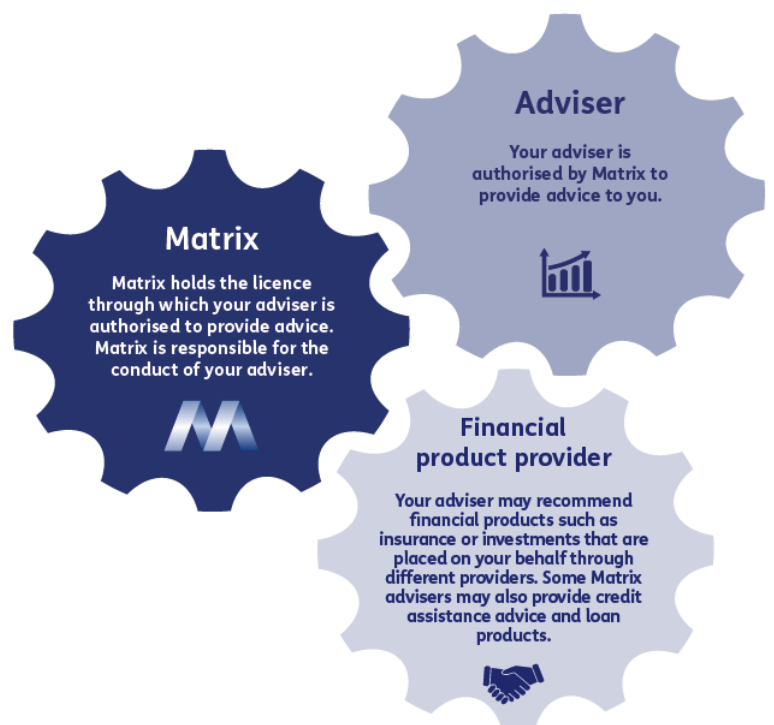 Adviser
Your adviser is
authorised by Matrix to
provide advice to you.
Matrix
Matrix holds the licence
through which your adviser is
authorised to provide advice.
Matrix is responsible for the
conduct of your adviser.
Financial
product provider
Your adviser may recommend
financial products such as
insurance or investments that are
placed on your behalf through
different providers. Some Matrix
advisers may also provide credit
assistance advice and loan
products.